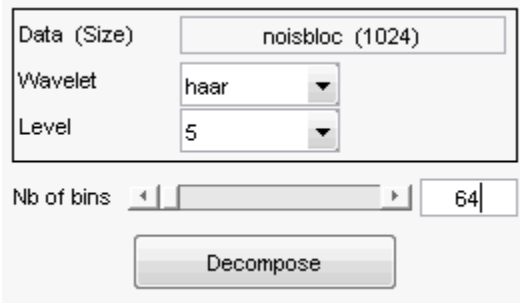 Data (Size) noisbloc (1024)
Wavelet haar
Level 5
Nb of bins 64
Decompose